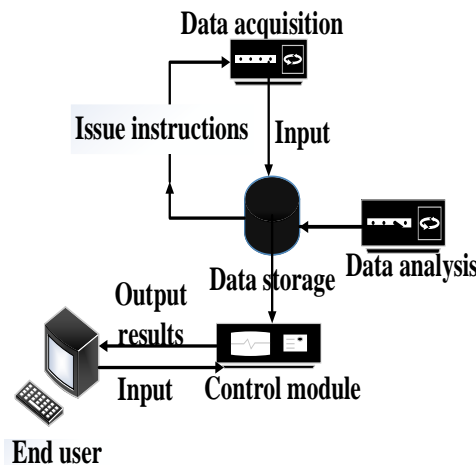 Data acquisition
Issue instructions
Input
Data storage
Data analysis
Output
results
Input
Control module
End user